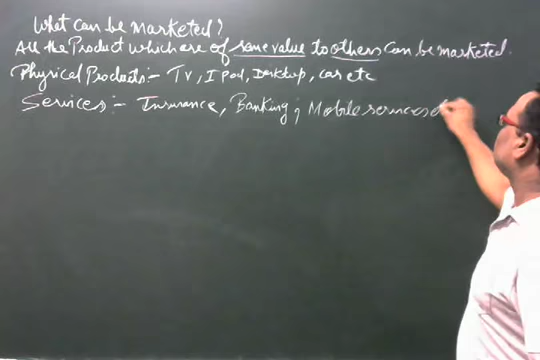 What can be marketed?
All the Product which are of some value to others can be marketed.
Physical Products:- TV, I Pod, Desktop, car etc
Services:- Insurance, Banking, Mobile services